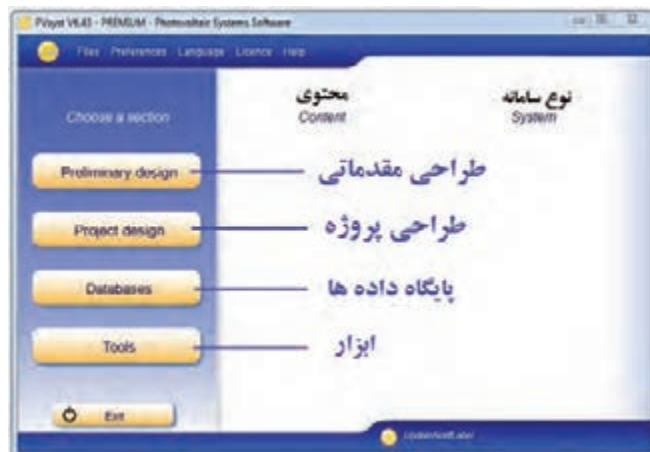 PVsyst V6.43 - PREMIUM - Photovoltaic Systems Software
Files Preferences Language Licence Help
Choose a section
محتوی
Content
نوع سامانه
System
Preliminary design
طراحی مقدماتی
Project design
طراحی پروژه
Databases
پایگاه داده ها
Tools
ابزار
Exit